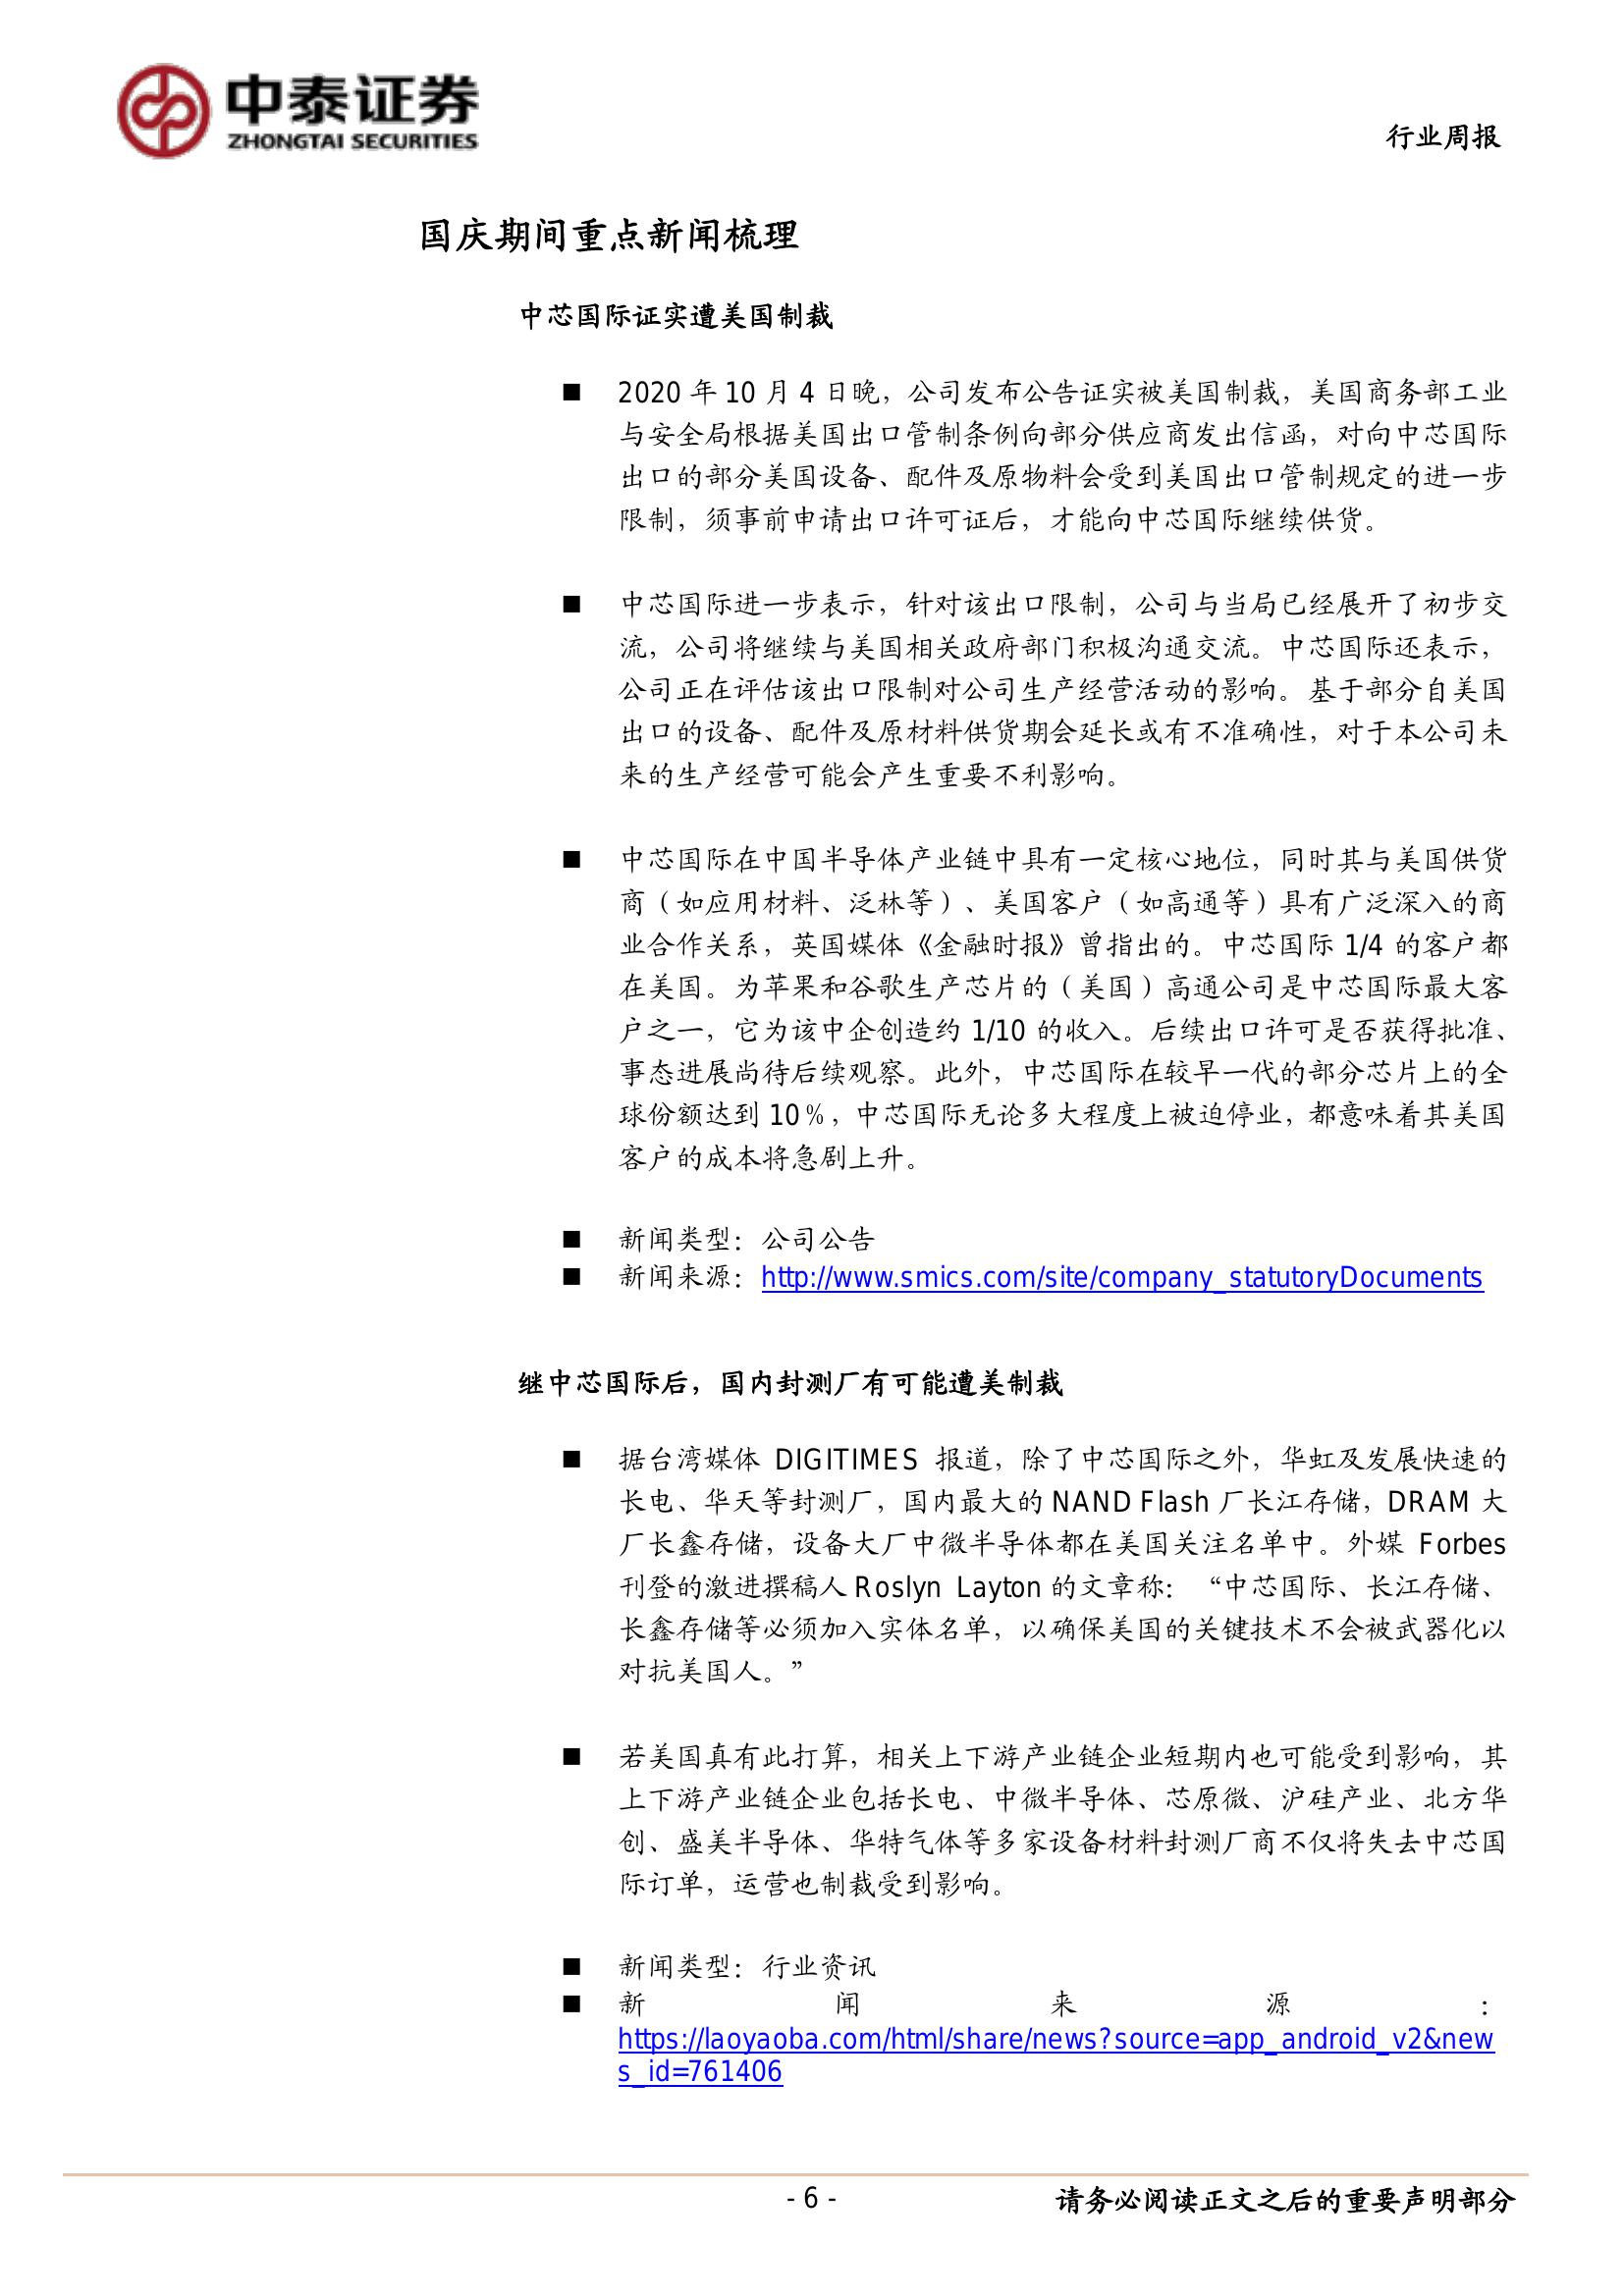 中泰证券
ZHONGTAI SECURITIES
行业周报
国庆期间重点新闻梳理
中芯国际证实遭美国制裁
■ 2020 年 10 月 4 日晚，公司发布公告证实被美国制裁，美国商务部工业
与安全局根据美国出口管制条例向部分供应商发出信函，对向中芯国际
出口的部分美国设备、配件及原物料会受到美国出口管制规定的进一步
限制，须事前申请出口许可证后，才能向中芯国际继续供货。
■ 中芯国际进一步表示，针对该出口限制，公司与当局已经展开了初步交
流，公司将继续与美国相关政府部门积极沟通交流。中芯国际还表示，
公司正在评估该出口限制对公司生产经营活动的影响。基于部分自美国
出口的设备、配件及原材料供货期会延长或有不准确性，对于本公司未
来的生产经营可能会产生重要不利影响。
■ 中芯国际在中国半导体产业链中具有一定核心地位，同时其与美国供货
商（如应用材料、泛林等）、美国客户（如高通等）具有广泛深入的商
业合作关系，英国媒体《金融时报》曾指出的。中芯国际 1/4 的客户都
在美国。为苹果和谷歌生产芯片的（美国）高通公司是中芯国际最大客
户之一，它为该中企创造约 1/10 的收入。后续出口许可是否获得批准、
事态进展尚待后续观察。此外，中芯国际在较早一代的部分芯片上的全
球份额达到 10％，中芯国际无论多大程度上被迫停业，都意味着其美国
客户的成本将急剧上升。
■ 新闻类型：公司公告
■ 新闻来源：http://www.smics.com/site/company_statutoryDocuments
继中芯国际后，国内封测厂有可能遭美制裁
■ 据台湾媒体 DIGITIMES 报道，除了中芯国际之外，华虹及发展快速的
长电、华天等封测厂，国内最大的 NAND Flash 厂长江存储，DRAM 大
厂长鑫存储，设备大厂中微半导体都在美国关注名单中。外媒 Forbes
刊登的激进撰稿人 Roslyn Layton 的文章称：“中芯国际、长江存储、
长鑫存储等必须加入实体名单，以确保美国的关键技术不会被武器化以
对抗美国人。”
■ 若美国真有此打算，相关上下游产业链企业短期内也可能受到影响，其
上下游产业链企业包括长电、中微半导体、芯原微、沪硅产业、北方华
创、盛美半导体、华特气体等多家设备材料封测厂商不仅将失去中芯国
际订单，运营也制裁受到影响。
■ 新闻类型：行业资讯
■ 新闻来源：
https://laoyaoba.com/html/share/news?source=app_android_v2&new
s_id=761406
- 6 -
请务必阅读正文之后的重要声明部分